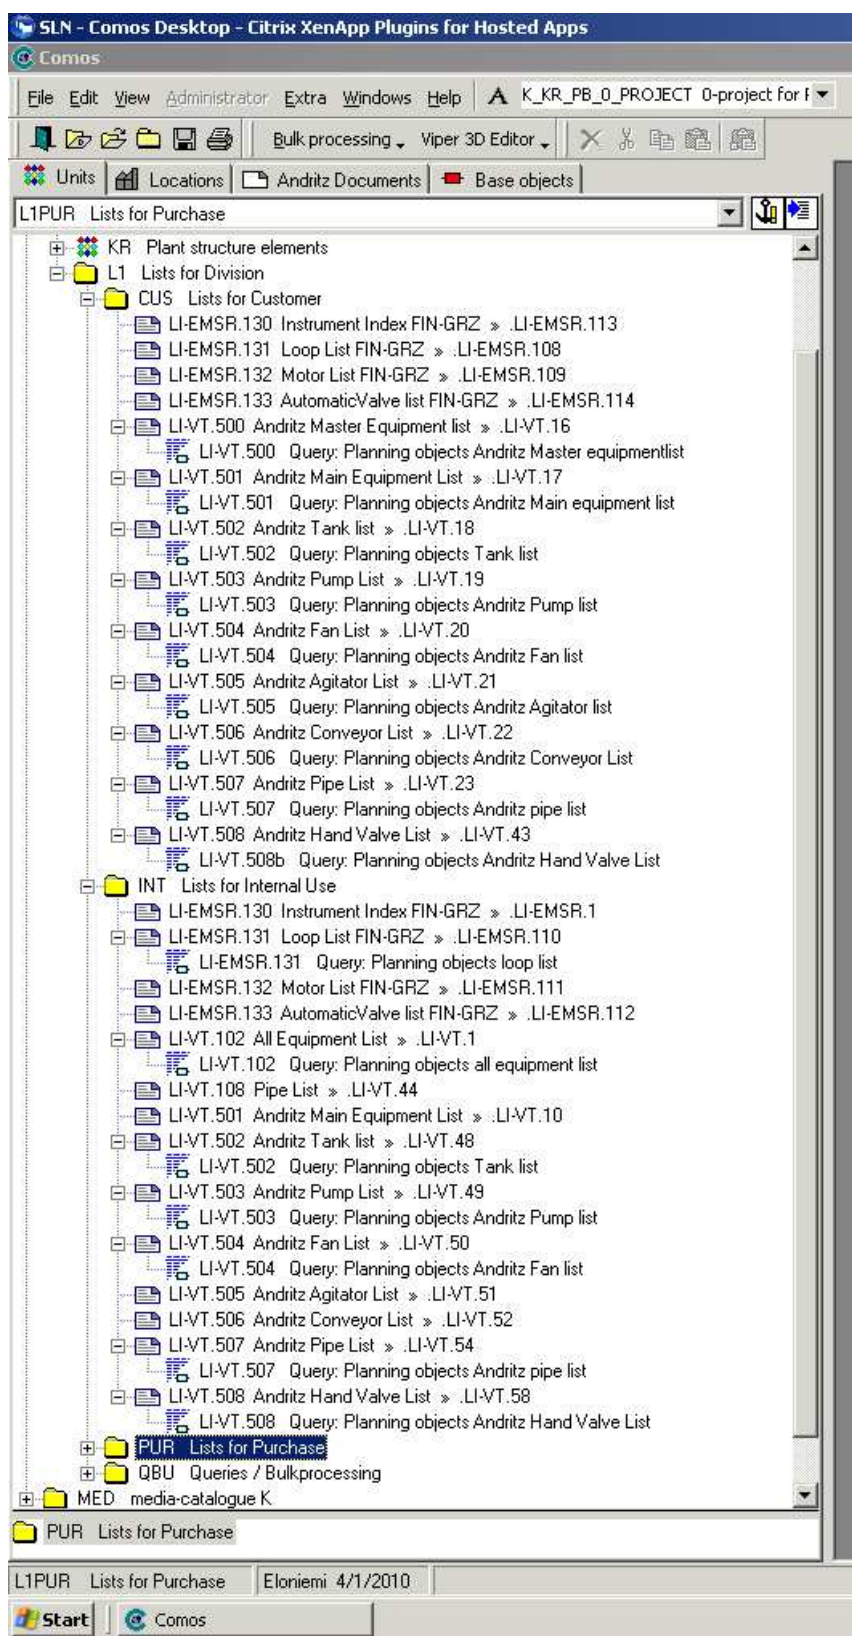 SLN - Comos Desktop - Citrix XenApp Plugins for Hosted Apps
Comos
File Edit View Administrator Extra Windows Help A K_KR_PB_0_PROJECT 0-project for F
Bulk processing Viper 3D Editor
Units Locations Andritz Documents Base objects
L1PUR Lists for Purchase
KR Plant structure elements
L1 Lists for Division
CUS Lists for Customer
LI-EMSR.130 Instrument Index FIN-GRZ » .LI-EMSR.113
LI-EMSR.131 Loop List FIN-GRZ » .LI-EMSR.108
LI-EMSR.132 Motor List FIN-GRZ » .LI-EMSR.109
LI-EMSR.133 AutomaticValve list FIN-GRZ » .LI-EMSR.114
LI-VT.500 Andritz Master Equipment list » .LI-VT.16
LI-VT.500 Query: Planning objects Andritz Master equipmentlist
LI-VT.501 Andritz Main Equipment List » .LI-VT.17
LI-VT.501 Query: Planning objects Andritz Main equipment list
LI-VT.502 Andritz Tank list » .LI-VT.18
LI-VT.502 Query: Planning objects Tank list
LI-VT.503 Andritz Pump List » .LI-VT.19
LI-VT.503 Query: Planning objects Andritz Pump list
LI-VT.504 Andritz Fan List » .LI-VT.20
LI-VT.504 Query: Planning objects Andritz Fan list
LI-VT.505 Andritz Agitator List » .LI-VT.21
LI-VT.505 Query: Planning objects Andritz Agitator list
LI-VT.506 Andritz Conveyor List » .LI-VT.22
LI-VT.506 Query: Planning objects Andritz Conveyor List
LI-VT.507 Andritz Pipe List » .LI-VT.23
LI-VT.507 Query: Planning objects Andritz pipe list
LI-VT.508 Andritz Hand Valve List » .LI-VT.43
LI-VT.508b Query: Planning objects Andritz Hand Valve List
INT Lists for Internal Use
LI-EMSR.130 Instrument Index FIN-GRZ » .LI-EMSR.1
LI-EMSR.131 Loop List FIN-GRZ » .LI-EMSR.110
LI-EMSR.131 Query: Planning objects loop list
LI-EMSR.132 Motor List FIN-GRZ » .LI-EMSR.111
LI-EMSR.133 AutomaticValve list FIN-GRZ » .LI-EMSR.112
LI-VT.102 All Equipment List » .LI-VT.1
LI-VT.102 Query: Planning objects all equipment list
LI-VT.108 Pipe List » .LI-VT.44
LI-VT.501 Andritz Main Equipment List » .LI-VT.10
LI-VT.502 Andritz Tank list » .LI-VT.48
LI-VT.502 Query: Planning objects Tank list
LI-VT.503 Andritz Pump List » .LI-VT.49
LI-VT.503 Query: Planning objects Andritz Pump list
LI-VT.504 Andritz Fan List » .LI-VT.50
LI-VT.504 Query: Planning objects Andritz Fan list
LI-VT.505 Andritz Agitator List » .LI-VT.51
LI-VT.506 Andritz Conveyor List » .LI-VT.52
LI-VT.507 Andritz Pipe List » .LI-VT.54
LI-VT.507 Query: Planning objects Andritz pipe list
LI-VT.508 Andritz Hand Valve List » .LI-VT.58
LI-VT.508 Query: Planning objects Andritz Hand Valve List
PUR Lists for Purchase
QBU Queries / Bulkprocessing
MED media-catalogue K
PUR Lists for Purchase
L1PUR Lists for Purchase Eloniemi 4/1/2010
Start Comos